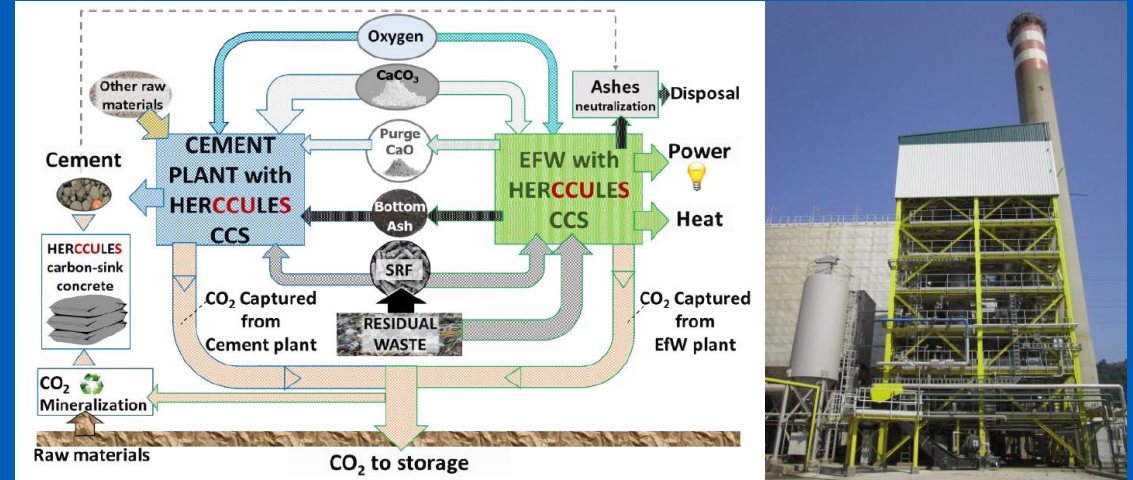 Oxygen
CaCO₃
Other raw
materials
Ashes
neutralization
Disposal
Purge
CaO
CEMENT
PLANT with
HERCCULES
CCS
EFW with
HERCCULES
CCS
Power
Cement
Bottom
Ash
Heat
HERCCULES
carbon-sink
concrete
SRF
CO₂ Captured
from
Cement plant
RESIDUAL
WASTE
CO₂ Captured
from
EfW plant
CO₂
Mineralization
Raw materials
CO₂ to storage